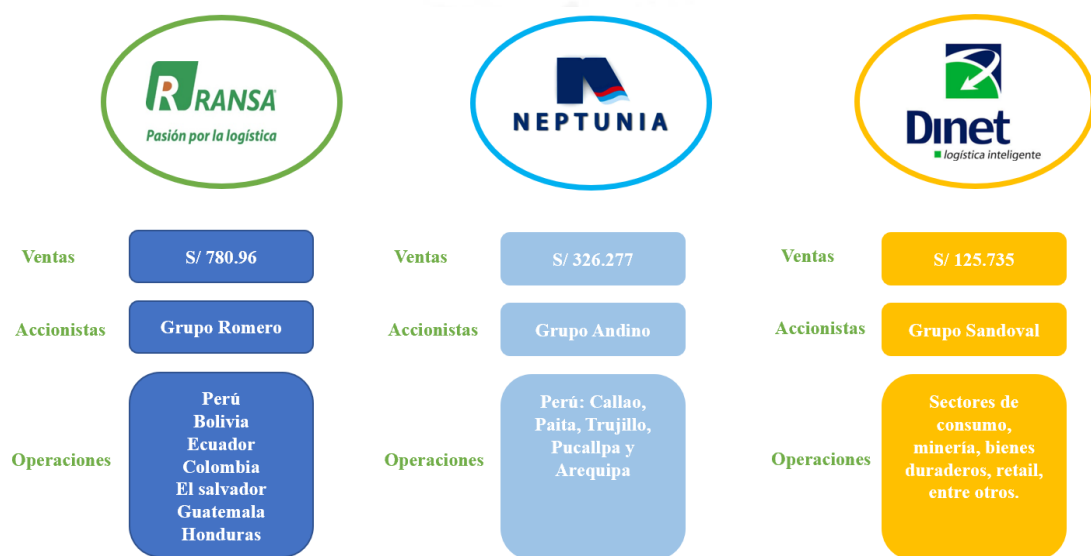 RANSA
Pasión por la logística
NEPTUNIA
Dinet
logística inteligente
Ventas
S/ 780.96
Ventas
S/ 326.277
Ventas
S/ 125.735
Accionistas
Grupo Romero
Accionistas
Grupo Andino
Accionistas
Grupo Sandoval
Operaciones
Perú
Bolivia
Ecuador
Colombia
El salvador
Guatemala
Honduras
Operaciones
Perú: Callao,
Paita, Trujillo,
Pucallpa y
Arequipa
Operaciones
Sectores de
consumo,
minería, bienes
duraderos, retail,
entre otros.